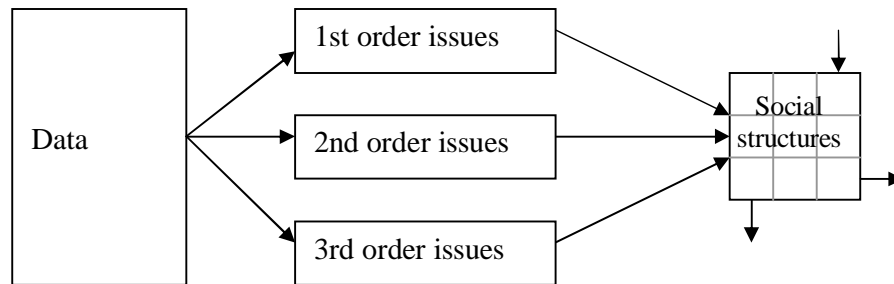 1st order issues
Data
2nd order issues
3rd order issues
Social
structures